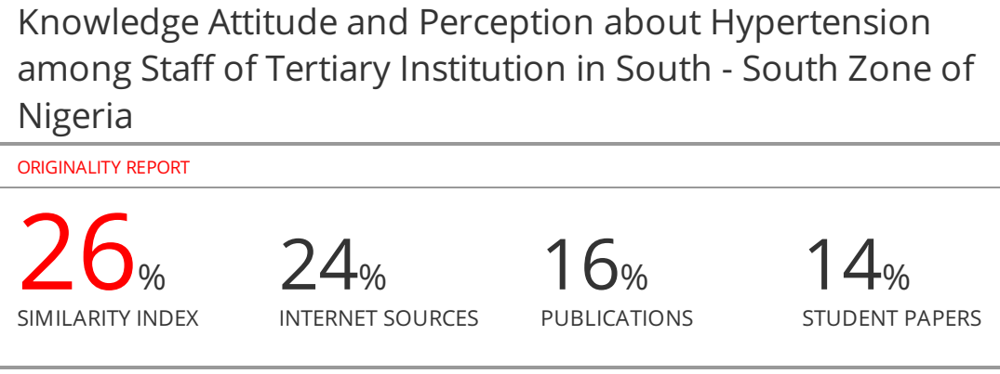 Knowledge Attitude and Perception about Hypertension
among Staff of Tertiary Institution in South - South Zone of
Nigeria
ORIGINALITY REPORT
26% 24% 16% 14%
SIMILARITY INDEX INTERNET SOURCES PUBLICATIONS STUDENT PAPERS